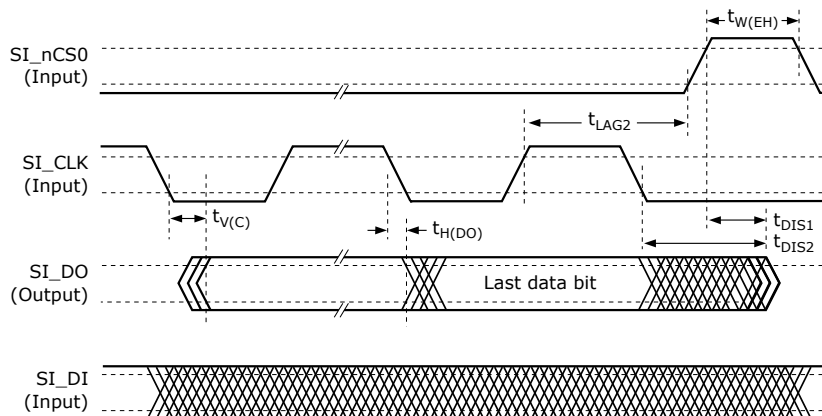 tW(EH)
SI_nCS0
(Input)
tLAG2
SI_CLK
(Input)
tV(C)
tH(DO)
tDIS1
tDIS2
SI_DO
(Output)
Last data bit
SI_DI
(Input)